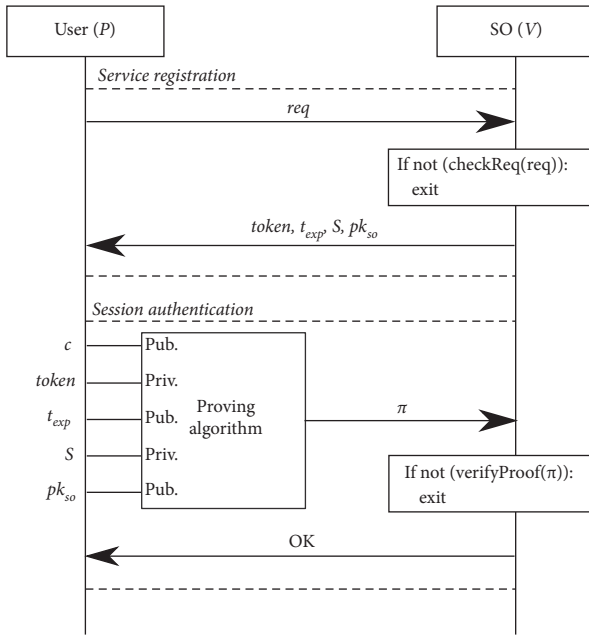 User (P)
SO (V)
Service registration
req
If not (checkReq(req)):
exit
token, t_exp, S, pk_so
Session authentication
c
Pub.
token
Priv.
t_exp
Pub.
S
Priv.
pk_so
Pub.
Proving
algorithm
π
If not (verifyProof(π)):
exit
OK